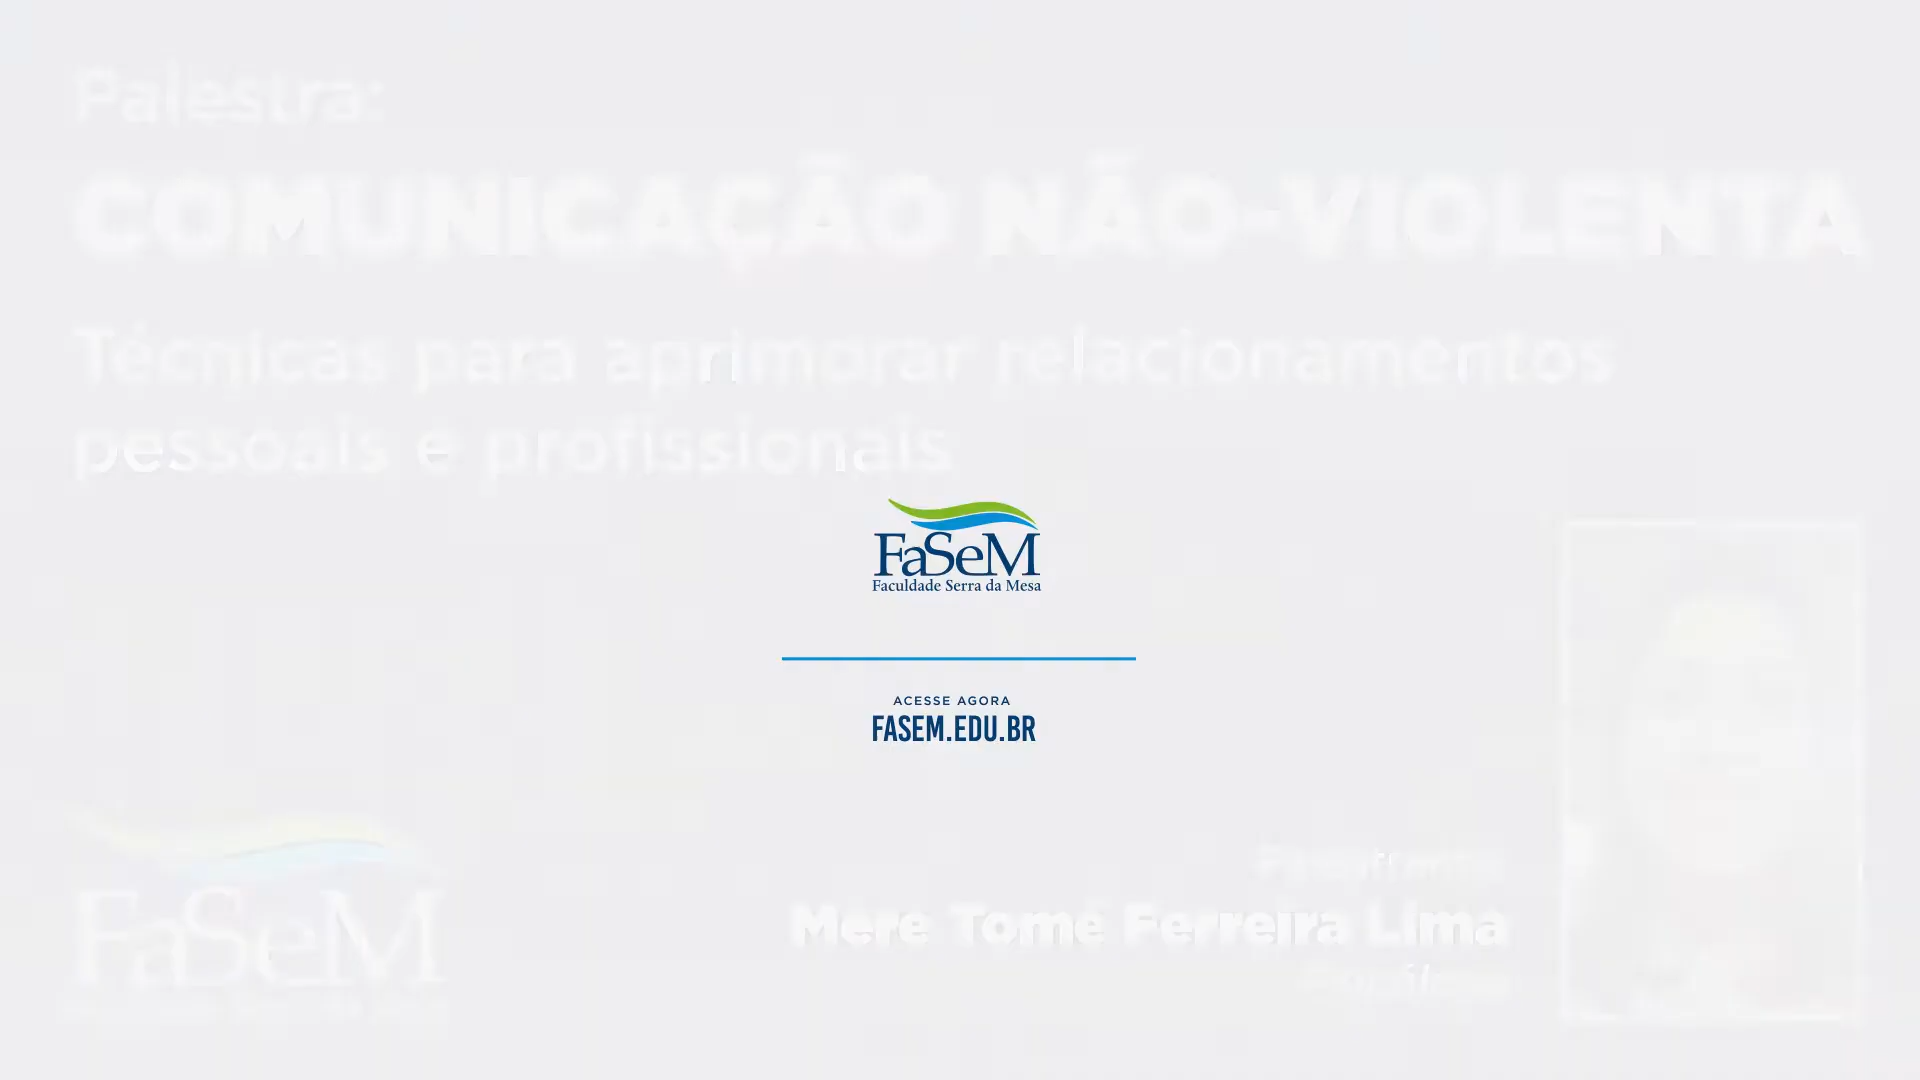 Palestra:
COMUNICAÇÃO NÃO-VIOLENTA
Técnicas para aprimorar relacionamentos
pessoais e profissionais
FaSeM
Faculdade Serra da Mesa
ACESSE AGORA
FASEM.EDU.BR
FaSeM
Mere Tomé Ferreira Lima